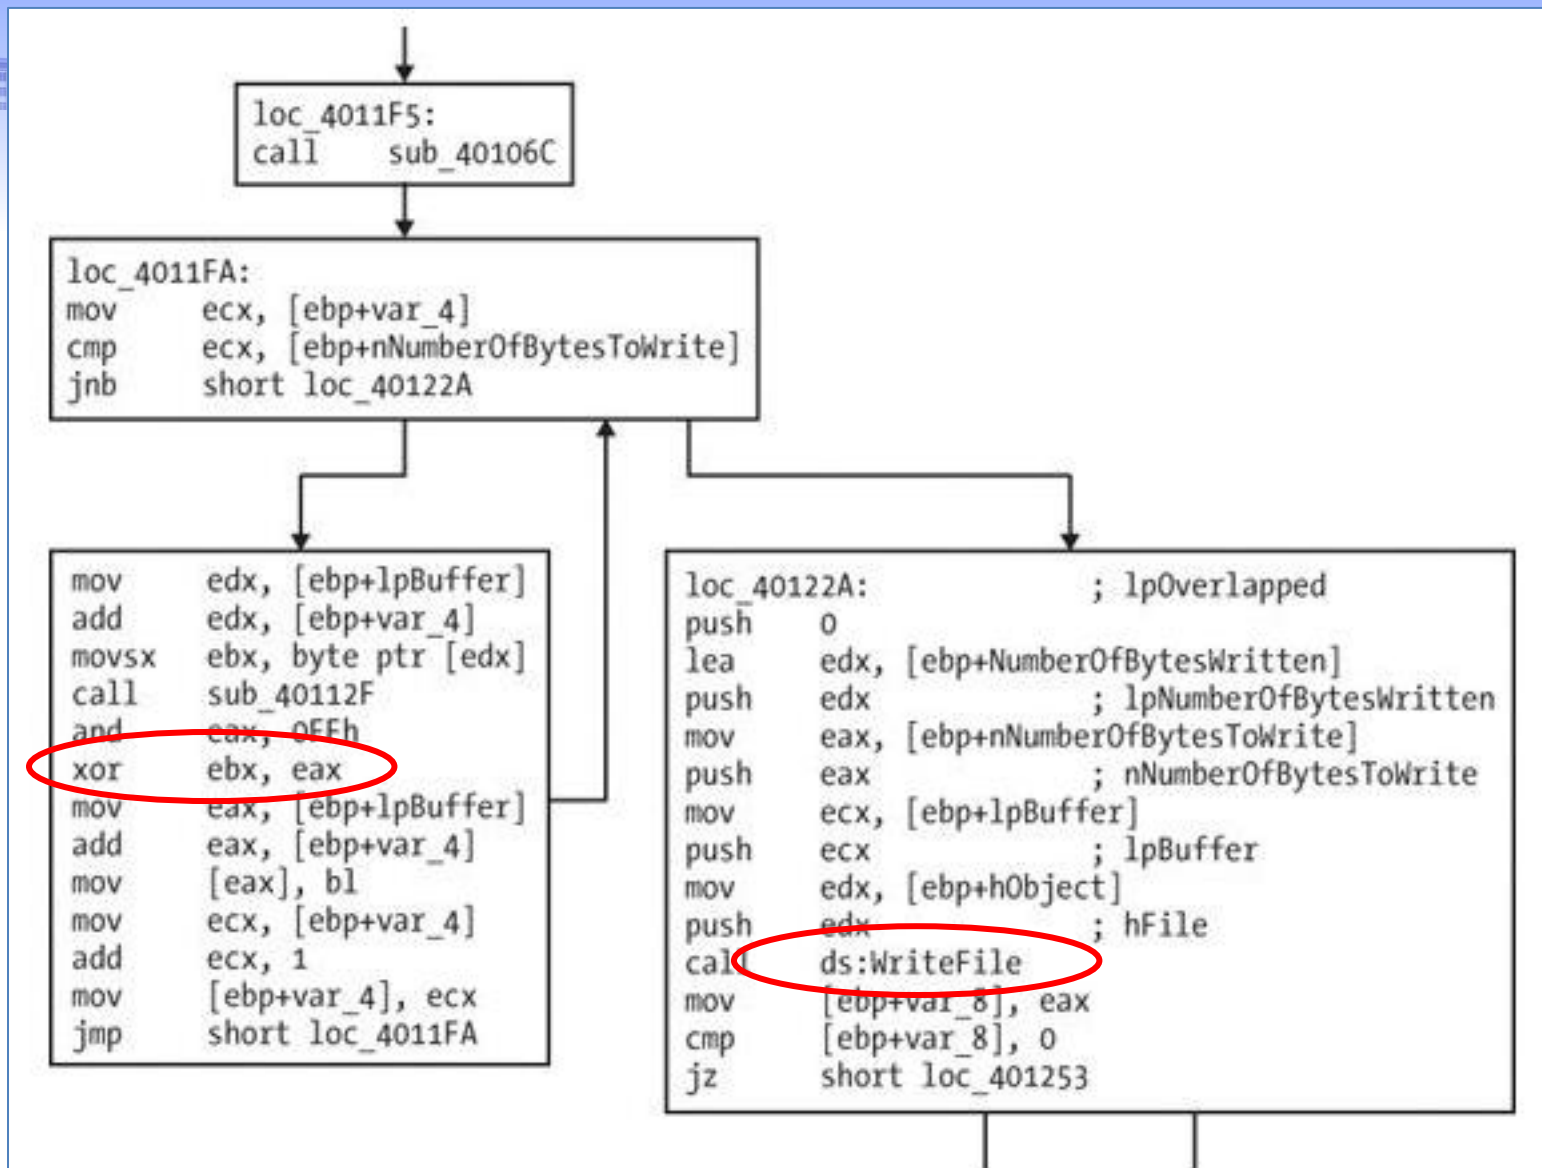 loc_4011F5:
call sub_40106C
loc_4011FA:
mov ecx, [ebp+var_4]
cmp ecx, [ebp+nNumberOfBytesToWrite]
jnb short loc_40122A
mov edx, [ebp+lpBuffer]
add edx, [ebp+var_4]
movsx ebx, byte ptr [edx]
call sub_40112F
and eax, 0FFh
xor ebx, eax
mov eax, [ebp+lpBuffer]
add eax, [ebp+var_4]
mov [eax], bl
mov ecx, [ebp+var_4]
add ecx, 1
mov [ebp+var_4], ecx
jmp short loc_4011FA
loc_40122A: ; lpOverlapped
push 0
lea edx, [ebp+NumberOfBytesWritten]
push edx ; lpNumberOfBytesWritten
mov eax, [ebp+nNumberOfBytesToWrite]
push eax ; nNumberOfBytesToWrite
mov ecx, [ebp+lpBuffer]
push ecx ; lpBuffer
mov edx, [ebp+hObject]
push edx ; hFile
call ds:WriteFile
mov [ebp+var_8], eax
cmp [ebp+var_8], 0
jz short loc_401253